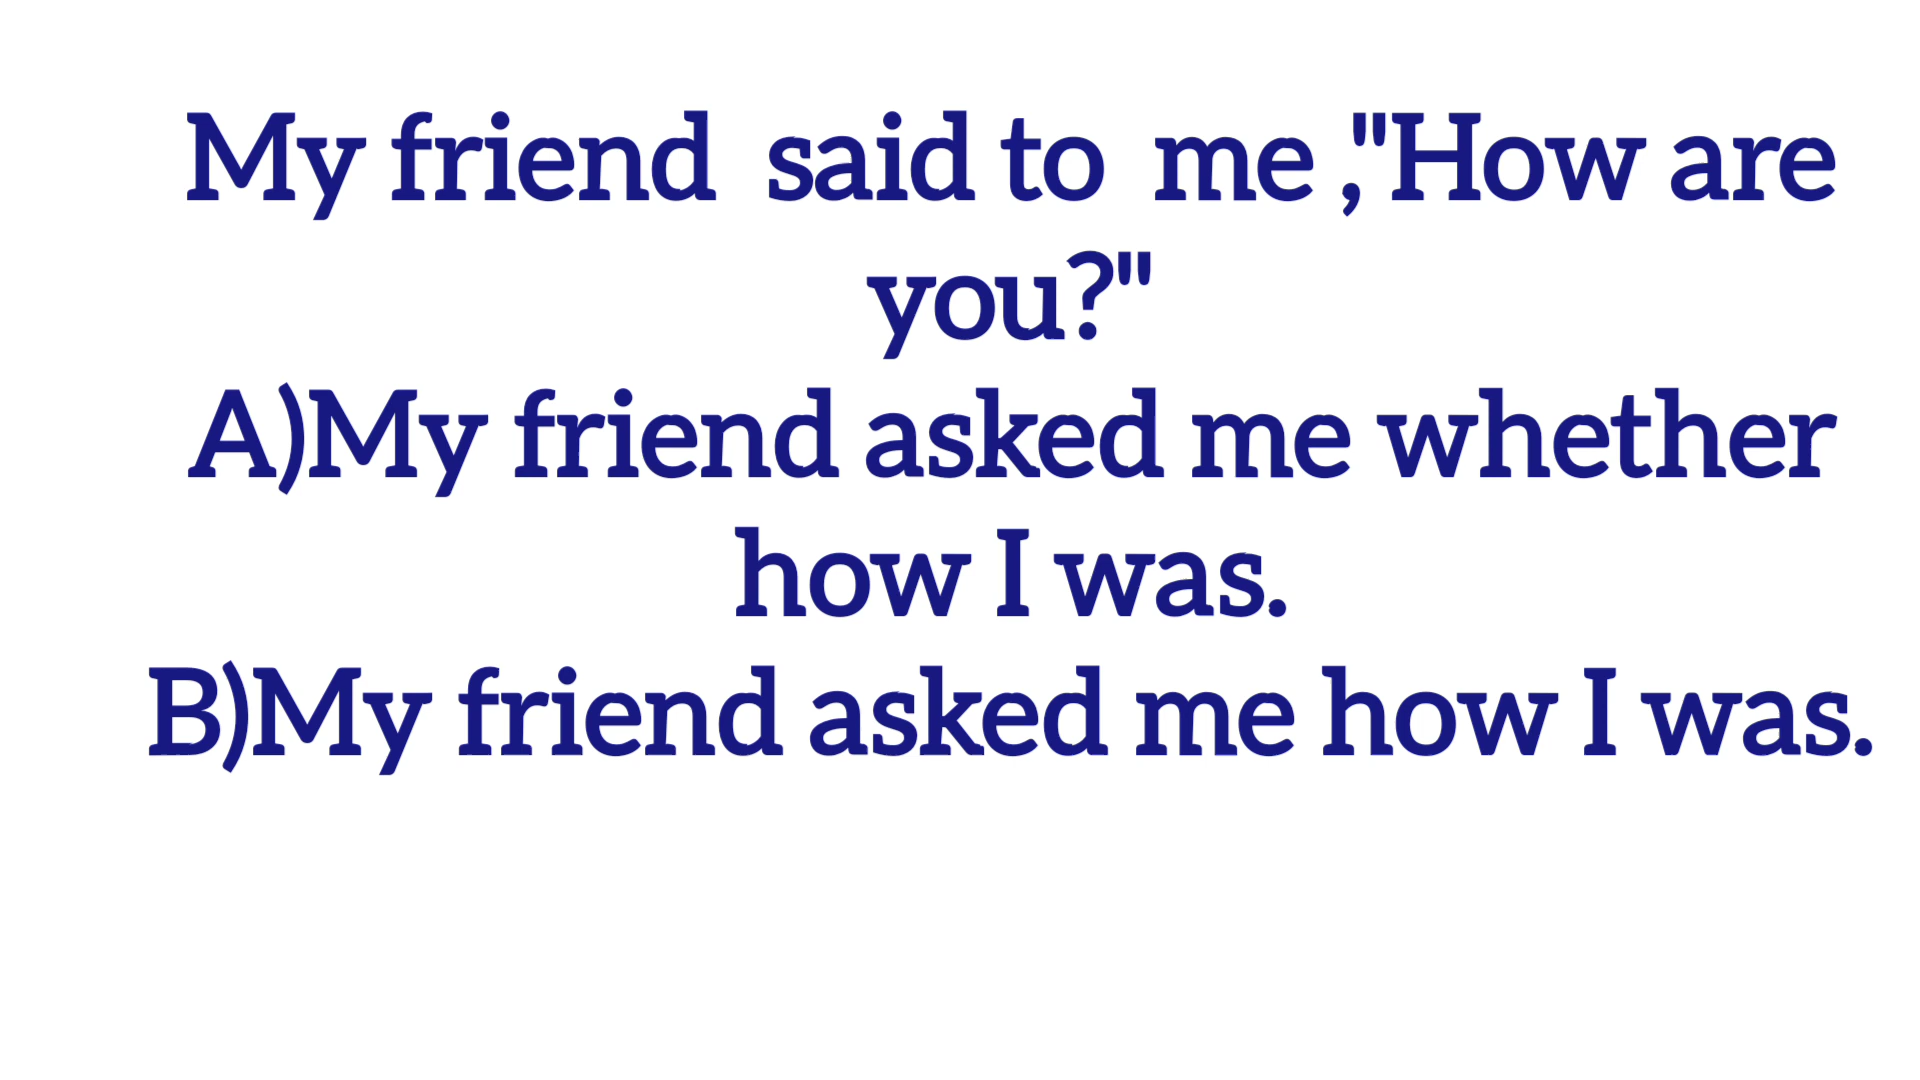 My friend  said to  me ,"How are
you?"
A)My friend asked me whether
how I was.
B)My friend asked me how I was.